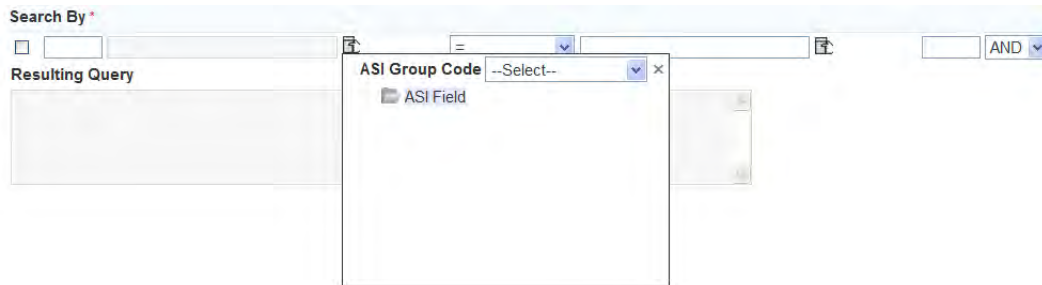 Search By *
= AND
Resulting Query
ASI Group Code --Select-- ×
ASI Field